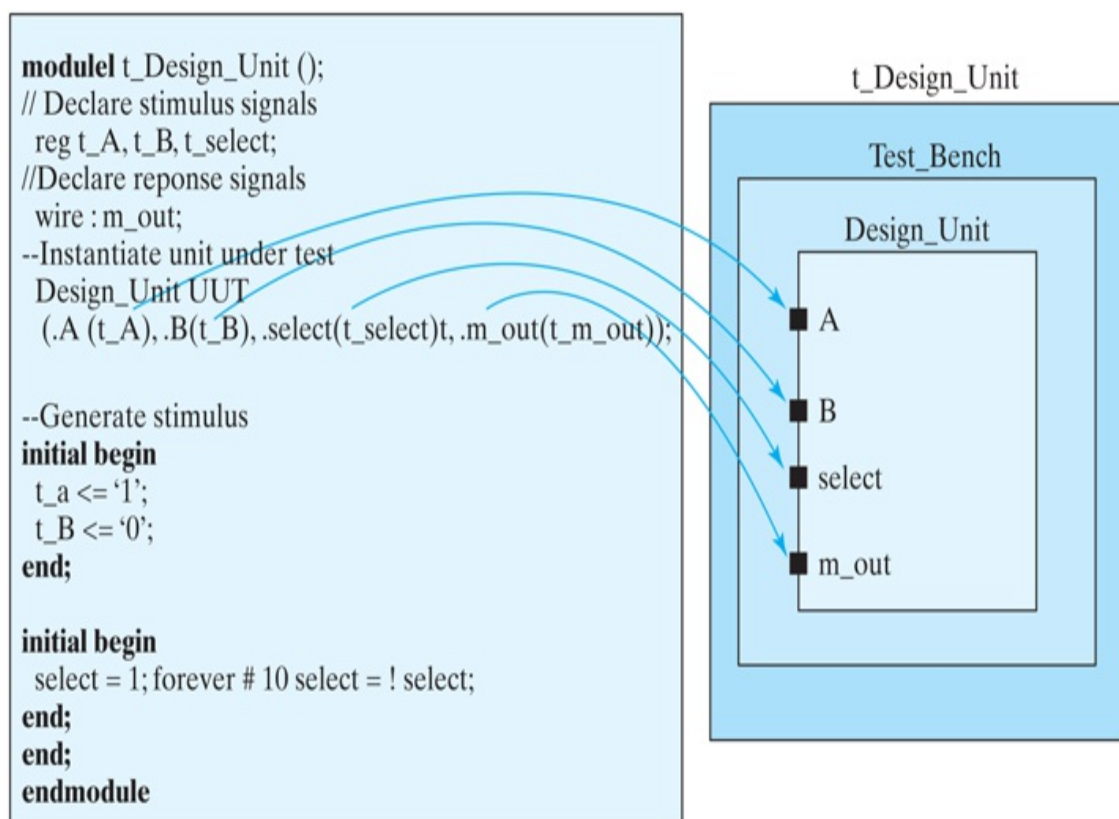 modulel t_Design_Unit ();
// Declare stimulus signals
reg t_A, t_B, t_select;
//Declare reponse signals
wire : m_out;
--Instantiate unit under test
Design_Unit UUT
(.A (t_A), .B(t_B), .select(t_select)t, .m_out(t_m_out));
--Generate stimulus
initial begin
t_a <= ‘1’;
t_B <= ‘0’;
end;
initial begin
select = 1; forever # 10 select = ! select;
end;
end;
endmodule
t_Design_Unit
Test_Bench
Design_Unit
A
B
select
m_out